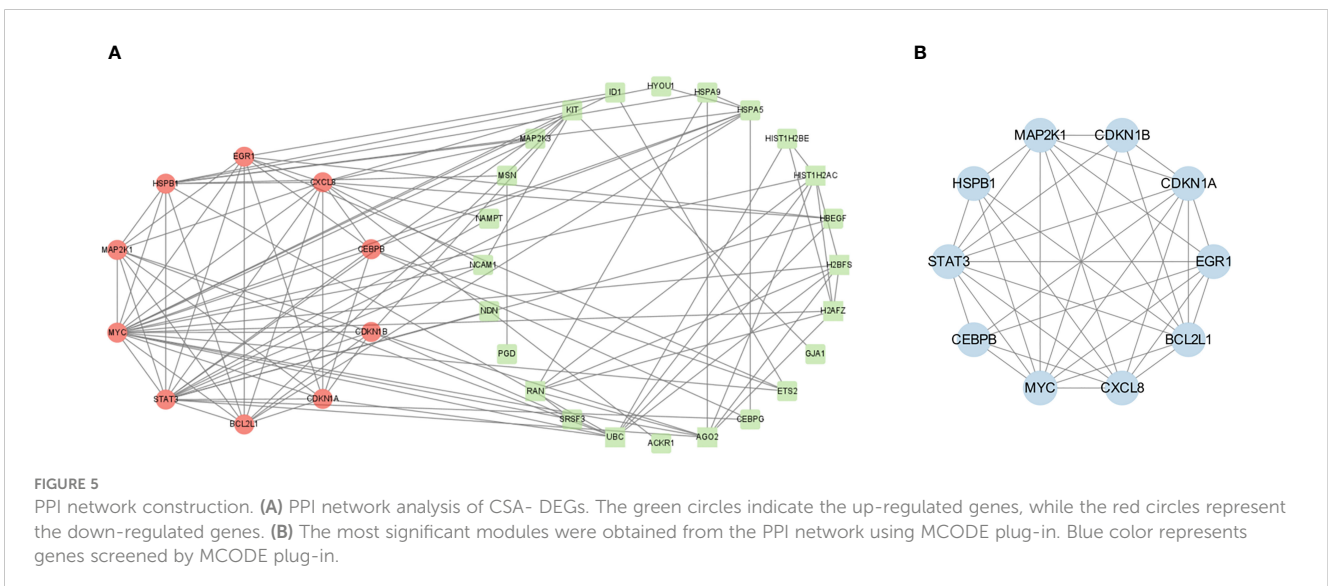 A
B
ID1
HYOU1
HSPA9
KIT
HSPA5
MAP2K3
HIST1H2BE
EGR1
MSN
HIST1H2AC
HSPB1
CXCL8
NAMPT
HBEGF
MAP2K1
CEBPB
NCAM1
H2BFS
NDN
H2AFZ
MYC
CDKN1B
PGD
GJA1
STAT3
CDKN1A
RAN
ETS2
BCL2L1
SRSF3
CEBPG
UBC
ACKR1
AGO2
MAP2K1
CDKN1B
HSPB1
CDKN1A
STAT3
EGR1
CEBPB
BCL2L1
MYC
CXCL8
FIGURE 5
PPI network construction. (A) PPI network analysis of CSA- DEGs. The green circles indicate the up-regulated genes, while the red circles represent
the down-regulated genes. (B) The most significant modules were obtained from the PPI network using MCODE plug-in. Blue color represents
genes screened by MCODE plug-in.